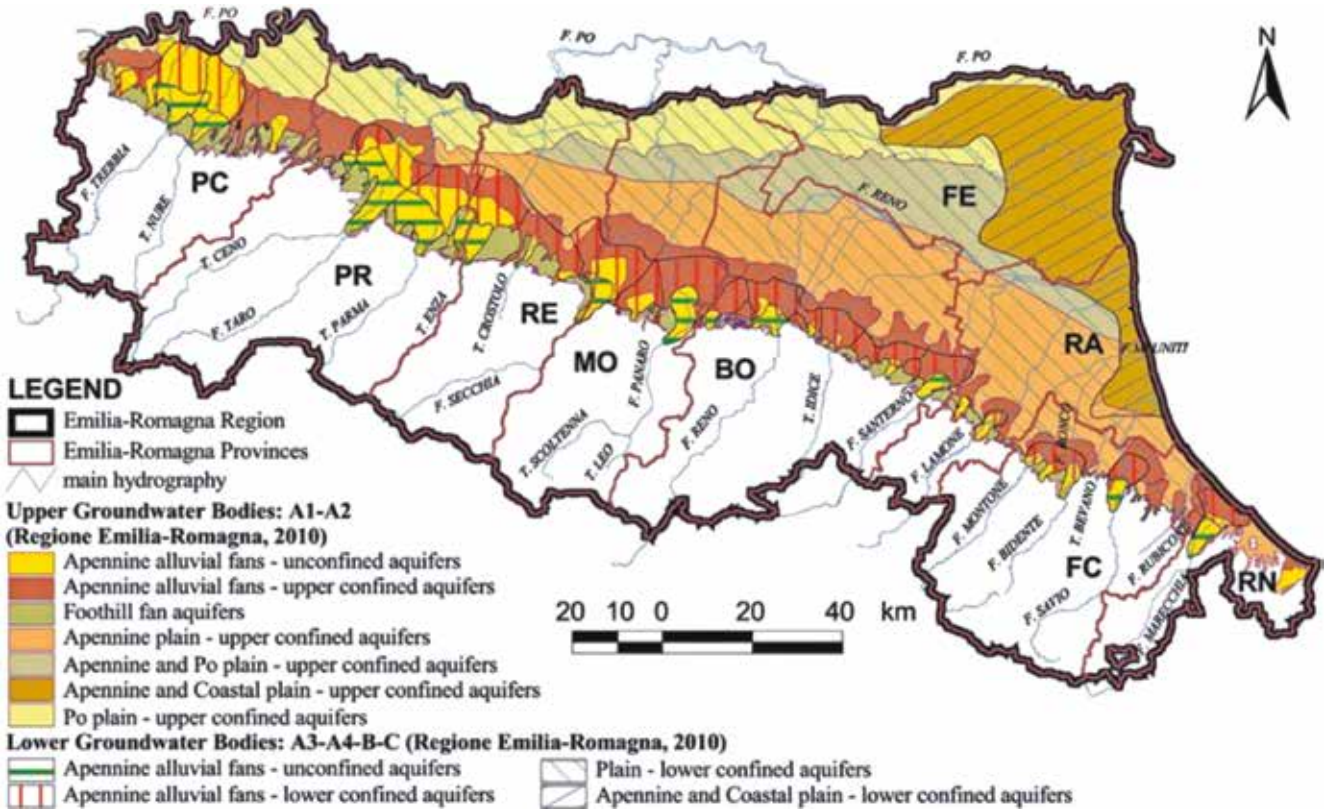 F. PO
F. PO
F. PO
N
F. TREBBIA
PC
T. NURE
T. CENO
F. RENO
FE
PR
F. TARO
T. PARMA
T. ENZA
T. CROSTOLO
RE
F. SECCHIA
MO
F. PANARO
BO
T. SCOLTENNA
T. LEO
F. RENO
T. IDICE
F. SANTERNO
F. LAMONE
RA
F. MONTONE
F. RONCO
F. BIDENTE
T. BEVANO
FC
F. SAVIO
F. RUBICONE
F. MARECCHIA
RN
LEGEND
Emilia-Romagna Region
Emilia-Romagna Provinces
main hydrography
Upper Groundwater Bodies: A1-A2
(Regione Emilia-Romagna, 2010)
Apennine alluvial fans - unconfined aquifers
Apennine alluvial fans - upper confined aquifers
Foothill fan aquifers
Apennine plain - upper confined aquifers
Apennine and Po plain - upper confined aquifers
Apennine and Coastal plain - upper confined aquifers
Po plain - upper confined aquifers
20 10 0 20 40 km
Lower Groundwater Bodies: A3-A4-B-C (Regione Emilia-Romagna, 2010)
Apennine alluvial fans - unconfined aquifers
Plain - lower confined aquifers
Apennine alluvial fans - lower confined aquifers
Apennine and Coastal plain - lower confined aquifers